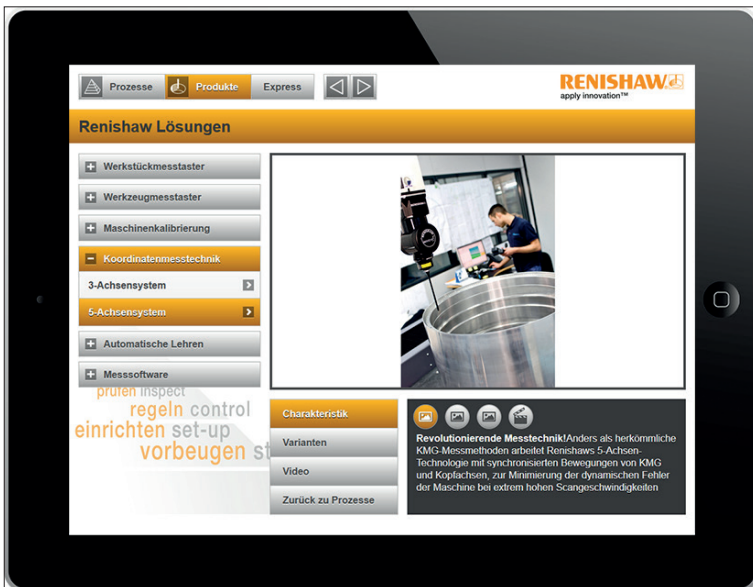 Prozesse Produkte Express
RENISHAW
apply innovation™
Renishaw Lösungen
Werkstückmesstaster
Werkzeugmesstaster
Maschinenkalibrierung
Koordinatenmesstechnik
3-Achsensystem
5-Achsensystem
Automatische Lehren
Messsoftware
prüfen inspect
regeln control
einrichten set-up
vorbeugen st
Charakteristik
Varianten
Video
Zurück zu Prozesse
Revolutionierende Messtechnik!Anders als herkömmliche
KMG-Messmethoden arbeitet Renishaws 5-Achsen-
Technologie mit synchronisierten Bewegungen von KMG
und Kopfachsen, zur Minimierung der dynamischen Fehler
der Maschine bei extrem hohen Scangeschwindigkeiten